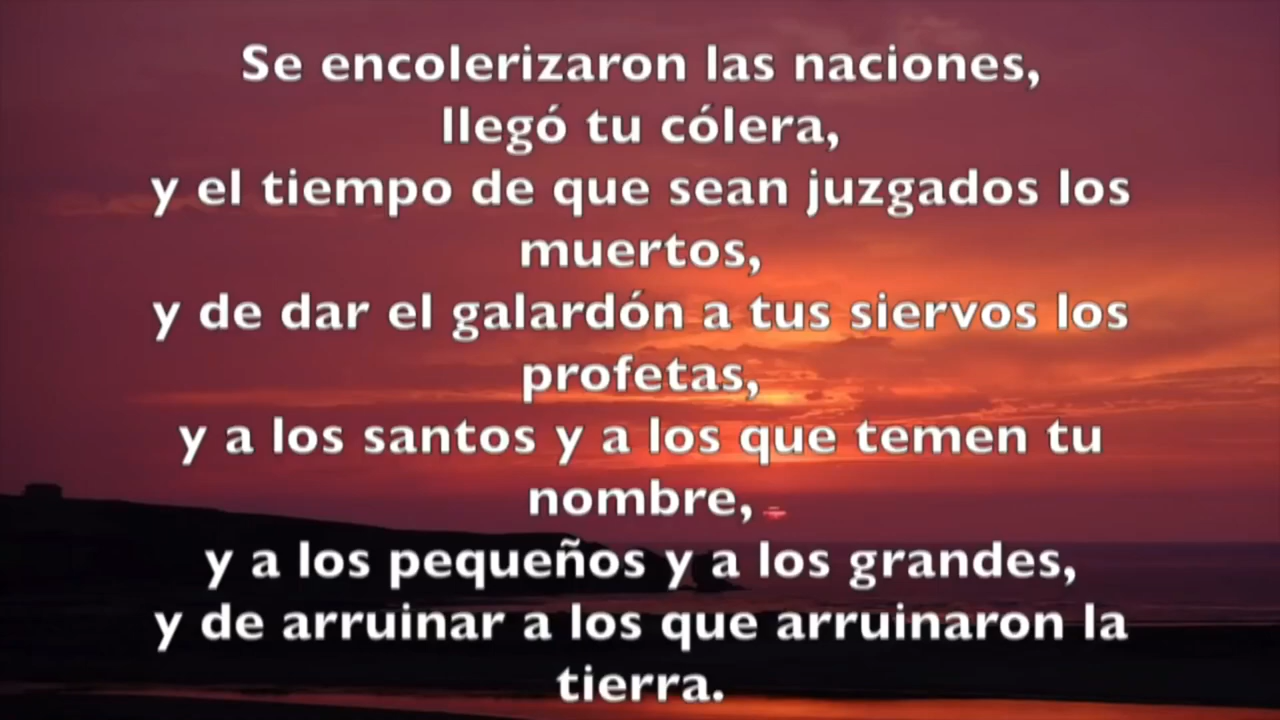 Se encolerizaron las naciones,
llegó tu cólera,
y el tiempo de que sean juzgados los
muertos,
y de dar el galardón a tus siervos los
profetas,
y a los santos y a los que temen tu
nombre,
y a los pequeños y a los grandes,
y de arruinar a los que arruinaron la
tierra.